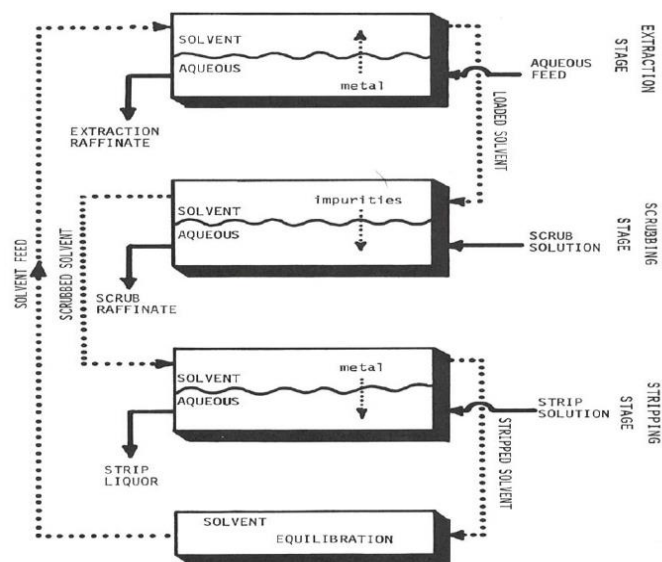 SOLVENT
AQUEOUS
metal
AQUEOUS
FEED
EXTRACTION
STAGE
EXTRACTION
RAFFINATE
LOADED SOLVENT
impurities
SOLVENT
AQUEOUS
SCRUB
SOLUTION
SCRUBBING
STAGE
SCRUB
RAFFINATE
SOLVENT FEED
SCRUBBED SOLVENT
metal
SOLVENT
AQUEOUS
STRIP
SOLUTION
STRIPPING
STAGE
STRIP
LIQUOR
STRIPPED SOLVENT
SOLVENT
EQUILIBRATION